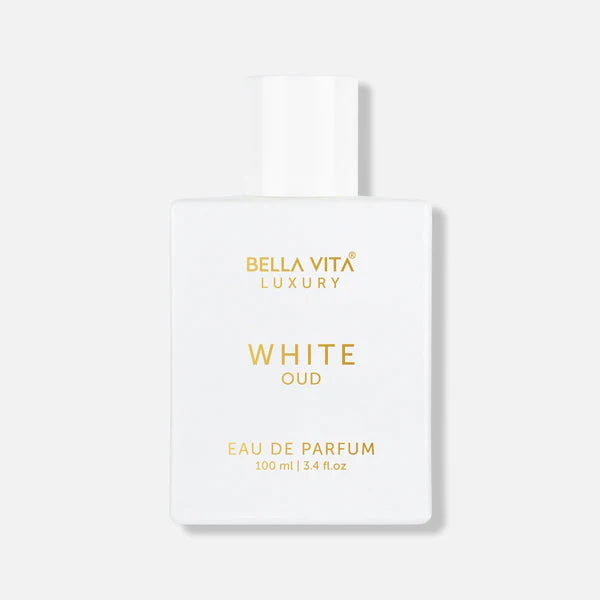 BELLA VITA®
LUXURY
WHITE
OUD
EAU DE PARFUM
100 ml | 3.4 fl.oz